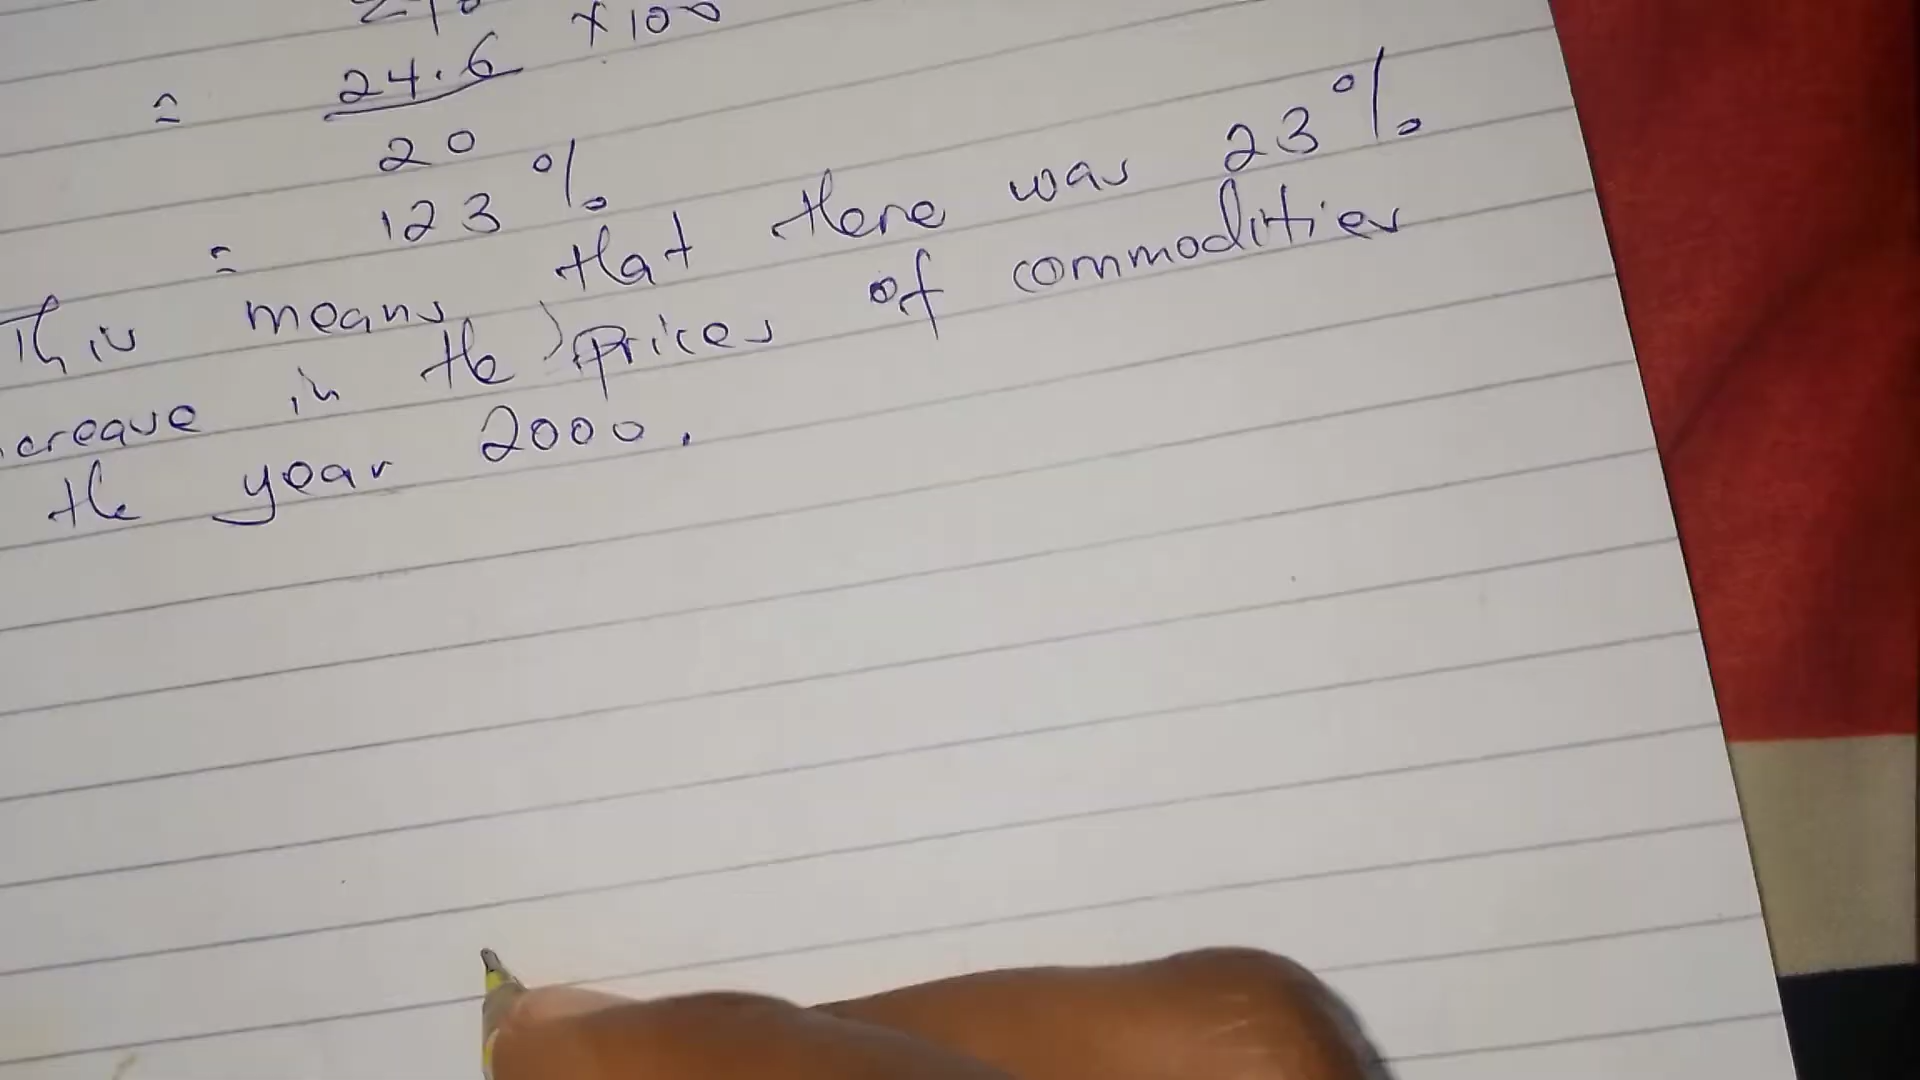 = 24.6 × 100
20
= 123 %
This means that there was 23 %
crease in the prices of commodities
the year 2000.